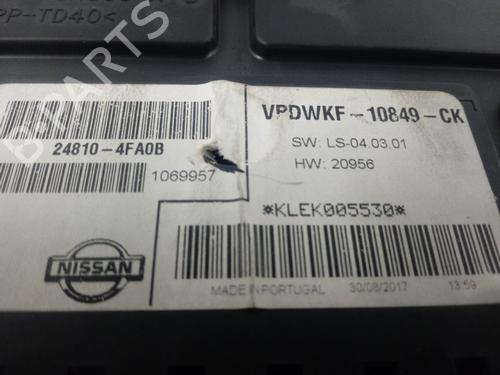 PP-TD40<
24810-4FA0B
1069957
NISSAN
VPDWKF-10849-CK
SW: LS-04.03.01
HW: 20956
*KLEK005530*
MADE IN PORTUGAL 30/08/2017 13:59
B-Parts